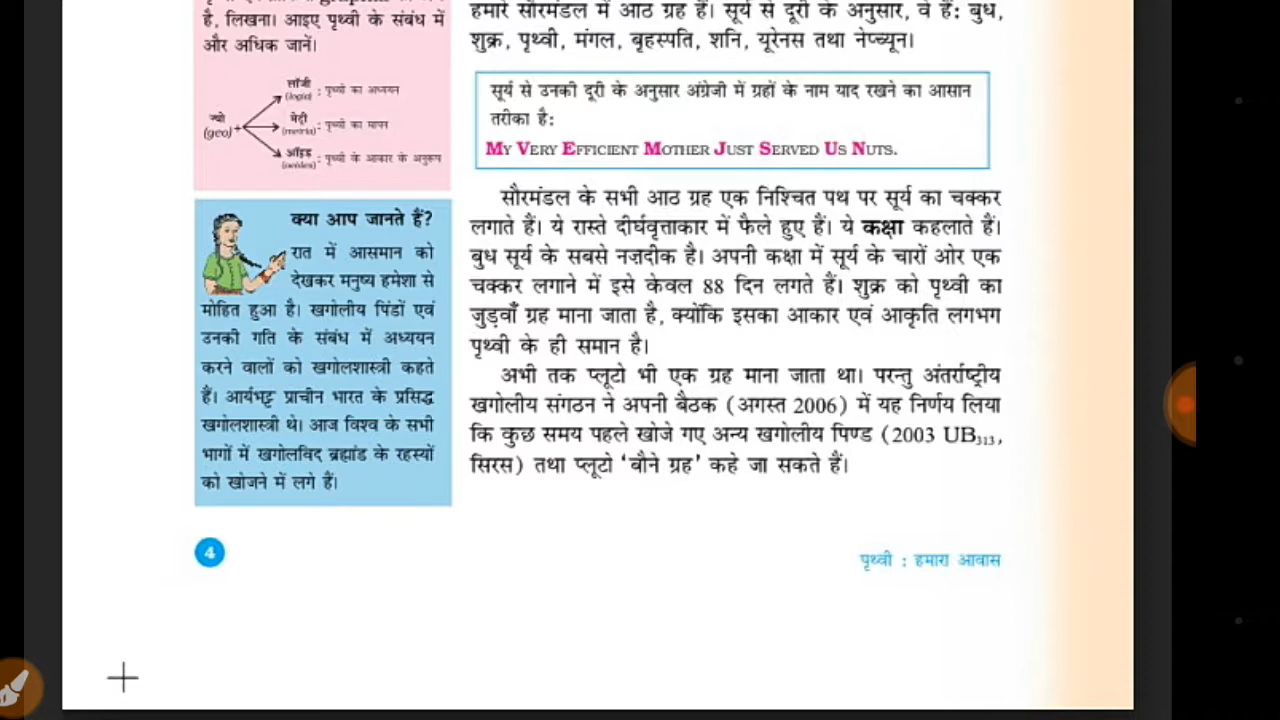 है, लिखना। आइए पृथ्वी के संबंध में
और अधिक जानें।
ज्यो
(geo)+
लॉजी
(logia) : पृथ्वी का अध्ययन
मेट्री
(metria) : पृथ्वी का मापन
ऑइड
(oeides) : पृथ्वी के आकार के अनुरूप
क्या आप जानते हैं?
रात में आसमान को
देखकर मनुष्य हमेशा से
मोहित हुआ है। खगोलीय पिंडों एवं
उनकी गति के संबंध में अध्ययन
करने वालों को खगोलशास्त्री कहते
हैं। आर्यभट्ट प्राचीन भारत के प्रसिद्ध
खगोलशास्त्री थे। आज विश्व के सभी
भागों में खगोलविद ब्रह्मांड के रहस्यों
को खोजने में लगे हैं।
हमारे सौरमंडल में आठ ग्रह हैं। सूर्य से दूरी के अनुसार, वे हैं: बुध,
शुक्र, पृथ्वी, मंगल, बृहस्पति, शनि, यूरेनस तथा नेप्च्यून।
सूर्य से उनकी दूरी के अनुसार अंग्रेजी में ग्रहों के नाम याद रखने का आसान
तरीका है:
MY VERY EFFICIENT MOTHER JUST SERVED US NUTS.
सौरमंडल के सभी आठ ग्रह एक निश्चित पथ पर सूर्य का चक्कर
लगाते हैं। ये रास्ते दीर्घवृत्ताकार में फैले हुए हैं। ये कक्षा कहलाते हैं।
बुध सूर्य के सबसे नज़दीक है। अपनी कक्षा में सूर्य के चारों ओर एक
चक्कर लगाने में इसे केवल 88 दिन लगते हैं। शुक्र को पृथ्वी का
जुड़वाँ ग्रह माना जाता है, क्योंकि इसका आकार एवं आकृति लगभग
पृथ्वी के ही समान है।
अभी तक प्लूटो भी एक ग्रह माना जाता था। परन्तु अंतर्राष्ट्रीय
खगोलीय संगठन ने अपनी बैठक (अगस्त 2006) में यह निर्णय लिया
कि कुछ समय पहले खोजे गए अन्य खगोलीय पिण्ड (2003 UB₃₁₃,
सिरस) तथा प्लूटो ‘बौने ग्रह’ कहे जा सकते हैं।
4
पृथ्वी : हमारा आवास